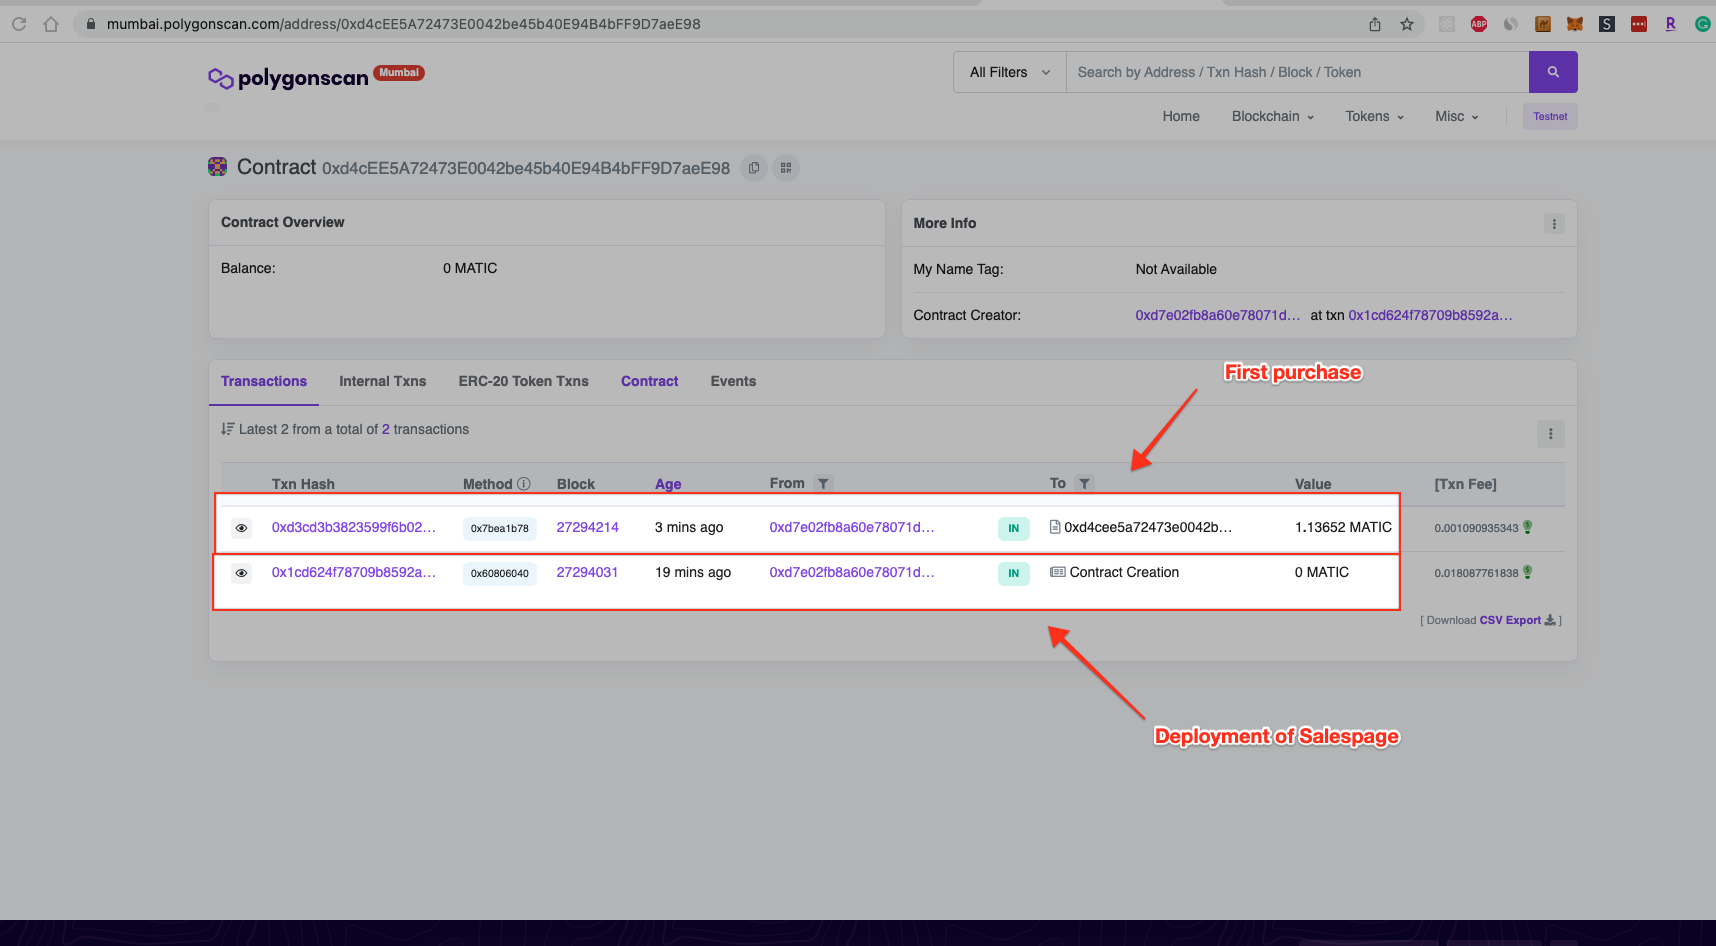 mumbai.polygonscan.com/address/0xd4cEE5A72473E0042be45b40E94B4bFF9D7aeE98
ABP S R G
polygonscan Mumbai
All Filters Search by Address / Txn Hash / Block / Token
Home Blockchain Tokens Misc Testnet
Contract 0xd4cEE5A72473E0042be45b40E94B4bFF9D7aeE98
Contract Overview
Balance: 0 MATIC
More Info
My Name Tag: Not Available
Contract Creator: 0xd7e02fb8a60e78071d... at txn 0x1cd624f78709b8592a...
First purchase
Transactions Internal Txns ERC-20 Token Txns Contract Events
Latest 2 from a total of 2 transactions
Txn Hash Method Block Age From To Value [Txn Fee]
0xd3cd3b3823599f6b02... 0x7bea1b78 27294214 3 mins ago 0xd7e02fb8a60e78071d... IN 0xd4cee5a72473e0042b... 1.13652 MATIC 0.001090935343
0x1cd624f78709b8592a... 0x60806040 27294031 19 mins ago 0xd7e02fb8a60e78071d... IN Contract Creation 0 MATIC 0.018087761838
[ Download CSV Export ]
Deployment of Salespage